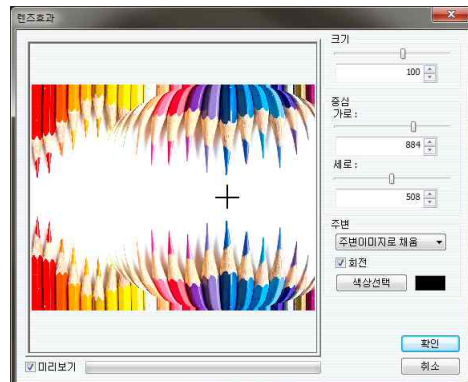 렌즈효과
크기
100
중심
가로 :
884
세로 :
508
주변
주변이미지로 채움
회전
색상선택
확인
미리보기
취소